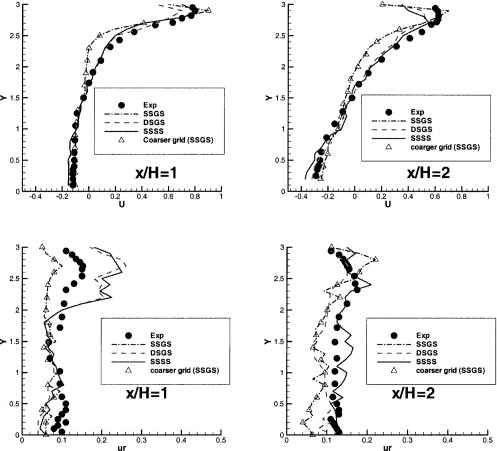 3
2.5
2
Y
1.5
1
0.5
0
-0.4 -0.2 0 0.2 0.4 0.6 0.8 1
U
Exp
SSGS
DSGS
SSSS
Coarser grid (SSGS)
x/H=1
3
2.5
2
Y
1.5
1
0.5
0
-0.4 -0.2 0 0.2 0.4 0.6 0.8 1
U
Exp
SSGS
DSGS
SSSS
coarser grid (SSGS)
x/H=2
3
2.5
2
Y
1.5
1
0.5
0
0 0.1 0.2 0.3 0.4 0.5
ur
Exp
SSGS
DSGS
SSSS
coarser grid (SSGS)
x/H=1
3
2.5
2
Y
1.5
1
0.5
0
0 0.1 0.2 0.3 0.4 0.5
ur
Exp
SSGS
DSGS
SSSS
coarser grid (SSGS)
x/H=2